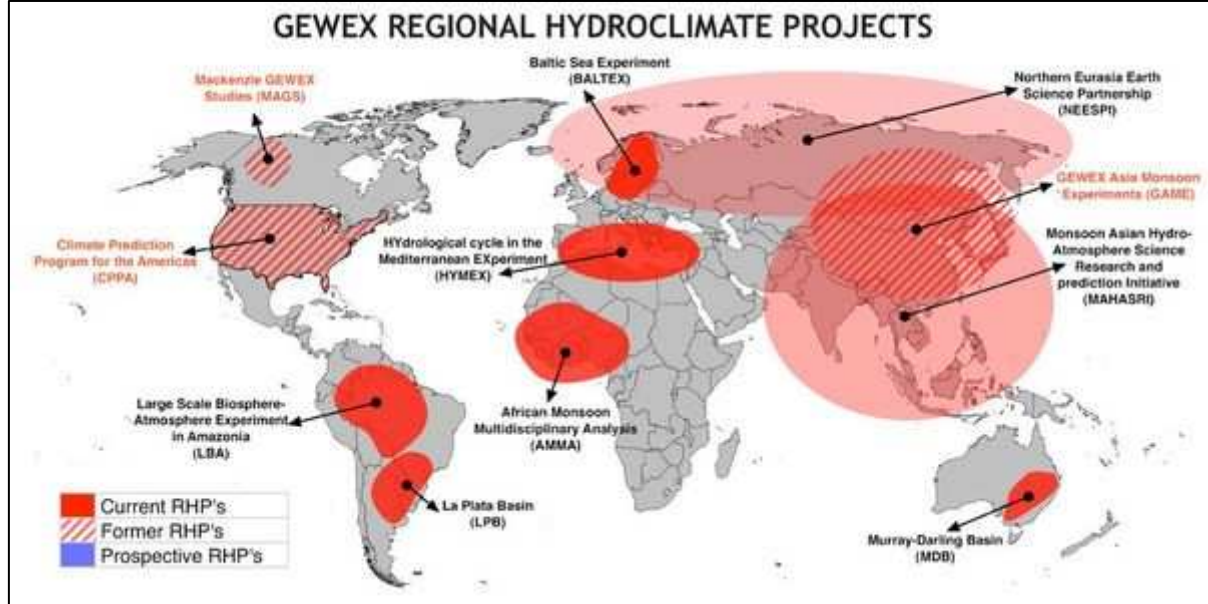 GEWEX REGIONAL HYDROCLIMATE PROJECTS
Baltic Sea Experiment
(BALTEX)
Mackenzie GEWEX
Studies (MAGS)
Northern Eurasia Earth
Science Partnership
(NEESPI)
GEWEX Asia Monsoon
Experiments (GAME)
Climate Prediction
Program for the Americas
(CPPA)
HYdrological cycle in the
Mediterranean EXperiment
(HYMEX)
Monsoon Asian Hydro-
Atmosphere Science
Research and
prediction Initiative
(MAHASRI)
Large Scale Biosphere-
Atmosphere Experiment
in Amazonia
(LBA)
African Monsoon
Multidisciplinary Analysis
(AMMA)
La Plata Basin
(LPB)
Murray-Darling Basin
(MDB)
Current RHP's
Former RHP's
Prospective RHP's